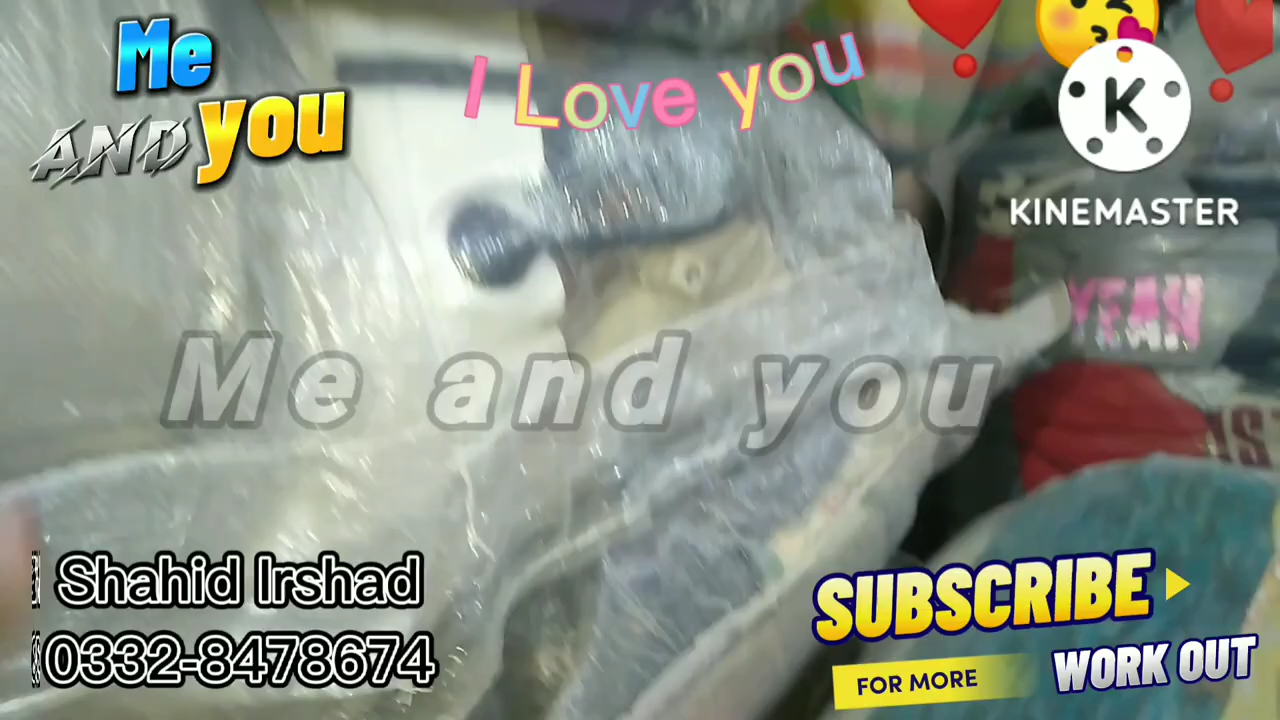 Me
AND you
I Love you
K
KINEMASTER
YEAH
Me and you
IST
Shahid Irshad
0332-8478674
SUBSCRIBE
FOR MORE
WORK OUT